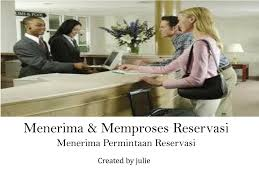 Menerima & Memproses Reservasi
Menerima Permintaan Reservasi
Created by julie